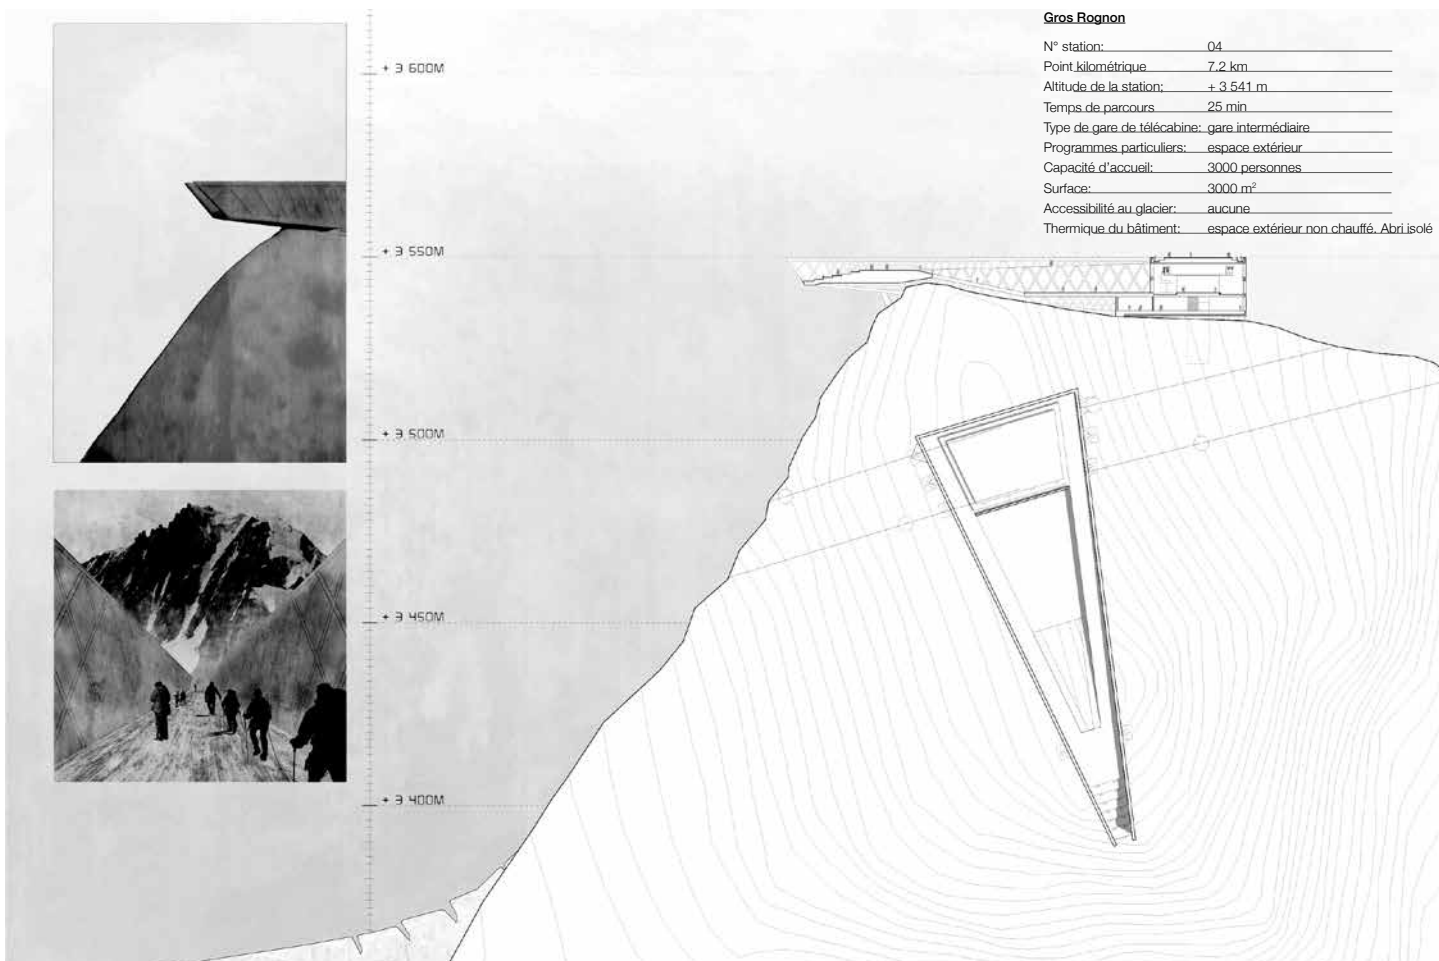 Gros Rognon
N° station: 04
Point kilométrique 7.2 km
Altitude de la station; + 3 541 m
Temps de parcours 25 min
Type de gare de télécabine: gare intermédiaire
Programmes particuliers: espace extérieur
Capacité d'accueil: 3000 personnes
Surface: 3000 m²
Accessibilité au glacier: aucune
Thermique du bâtiment: espace extérieur non chauffé. Abri isolé
+ 3 600M
+ 3 550M
+ 3 500M
+ 3 450M
+ 3 400M